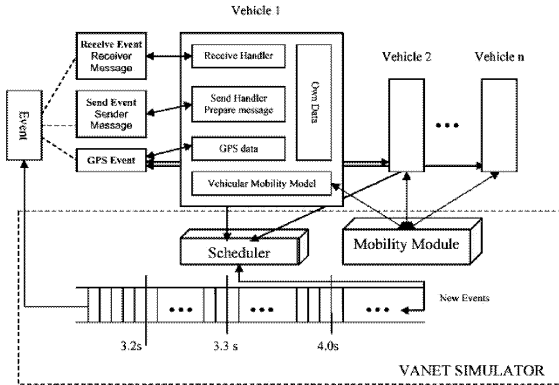 Vehicle 1
Receive Event
Receiver
Message
Receive Handler
Vehicle 2
Vehicle n
Event
Send Event
Sender
Message
Send Handler
Prepare message
Own Data
...
GPS Event
GPS data
Vehicular Mobility Model
Scheduler
Mobility Module
New Events
...
...
...
...
3.2s
3.3 s
4.0s
VANET SIMULATOR